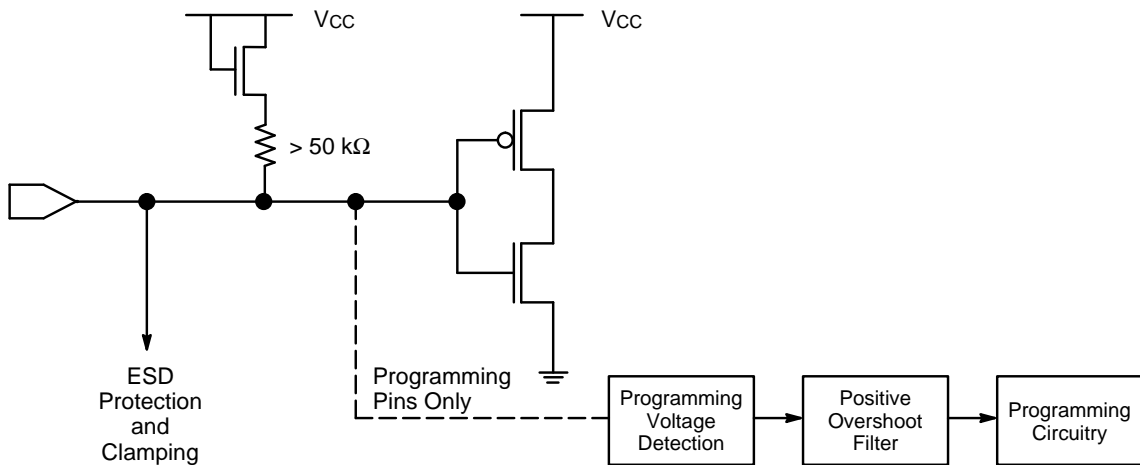 VCC
VCC
> 50 kΩ
ESD
Protection
and
Clamping
Programming
Pins Only
Programming
Voltage
Detection
Positive
Overshoot
Filter
Programming
Circuitry